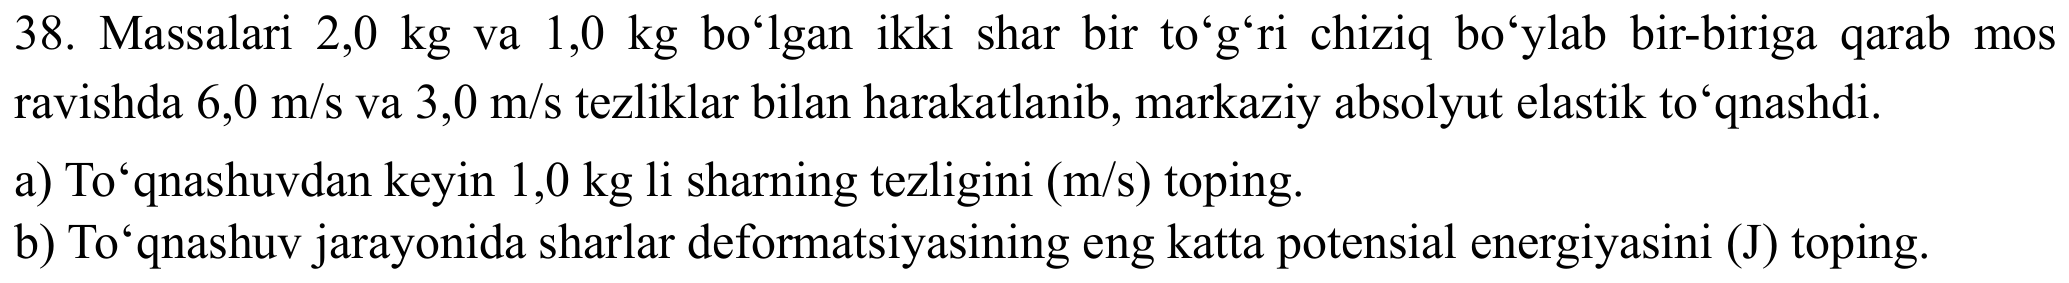 38. Massalari 2,0 kg va 1,0 kg bo‘lgan ikki shar bir to‘g‘ri chiziq bo‘ylab bir-biriga qarab mos
ravishda 6,0 m/s va 3,0 m/s tezliklar bilan harakatlanib, markaziy absolyut elastik to‘qnashdi.
a) To‘qnashuvdan keyin 1,0 kg li sharning tezligini (m/s) toping.
b) To‘qnashuv jarayonida sharlar deformatsiyasining eng katta potensial energiyasini (J) toping.